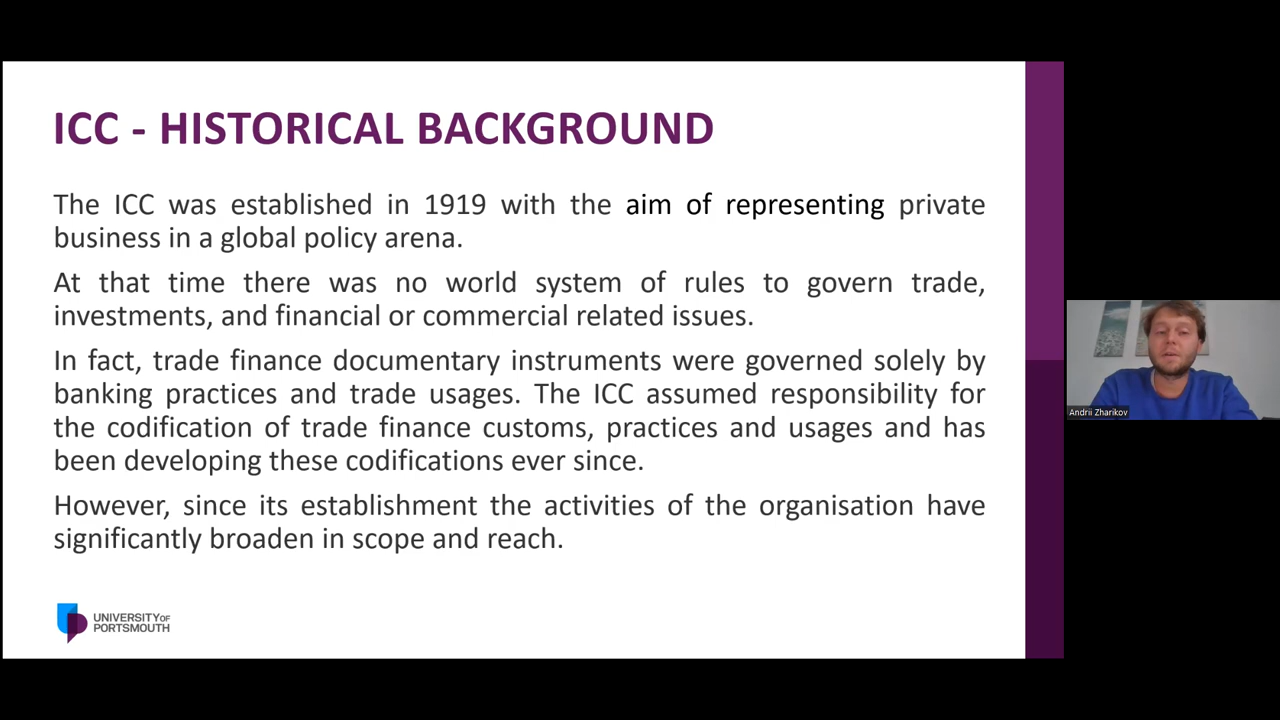 ICC - HISTORICAL BACKGROUND
The ICC was established in 1919 with the aim of representing private
business in a global policy arena.
At that time there was no world system of rules to govern trade,
investments, and financial or commercial related issues.
In fact, trade finance documentary instruments were governed solely by
banking practices and trade usages. The ICC assumed responsibility for
the codification of trade finance customs, practices and usages and has
been developing these codifications ever since.
However, since its establishment the activities of the organisation have
significantly broaden in scope and reach.
UNIVERSITY OF
PORTSMOUTH
Andrii Zharikov